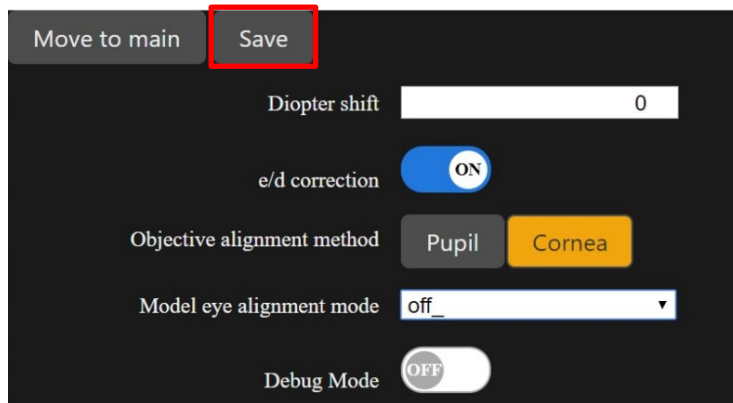 Move to main Save
Diopter shift 0
e/d correction ON
Objective alignment method Pupil Cornea
Model eye alignment mode off_
Debug Mode OFF